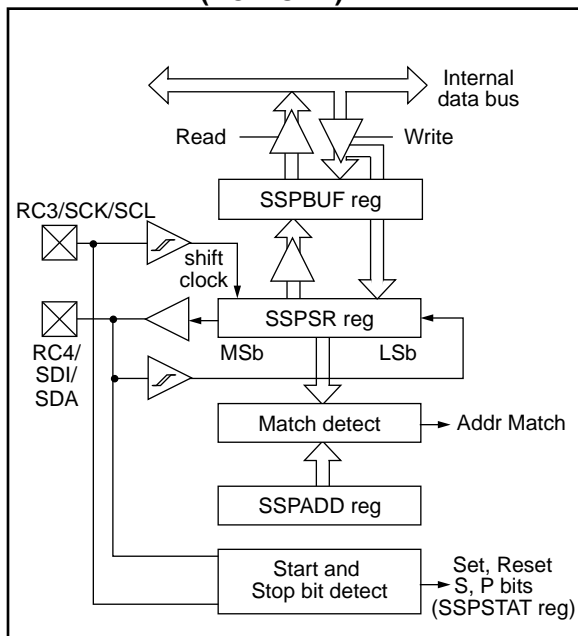 Internal
data bus
Read
Write
SSPBUF reg
RC3/SCK/SCL
shift
clock
SSPSR reg
MSb
LSb
RC4/
SDI/
SDA
Match detect
Addr Match
SSPADD reg
Start and
Stop bit detect
Set, Reset
S, P bits
(SSPSTAT reg)